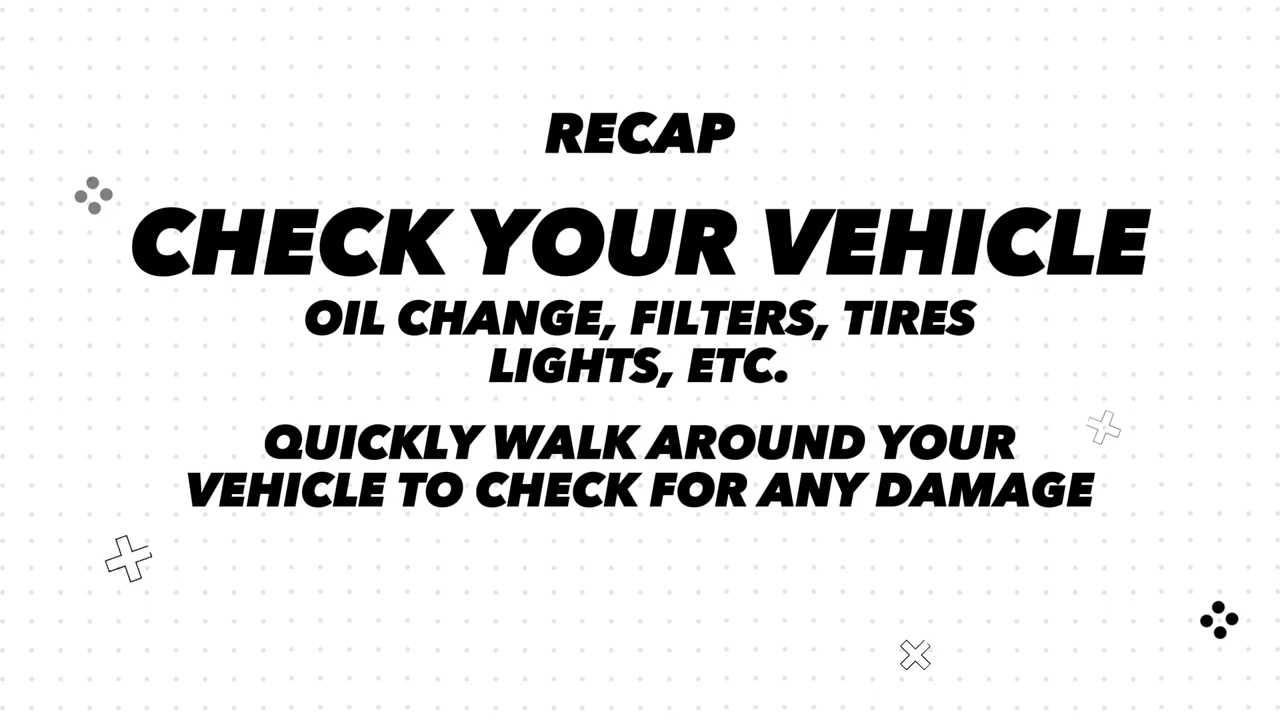 RECAP
CHECK YOUR VEHICLE
OIL CHANGE, FILTERS, TIRES
LIGHTS, ETC.
QUICKLY WALK AROUND YOUR
VEHICLE TO CHECK FOR ANY DAMAGE